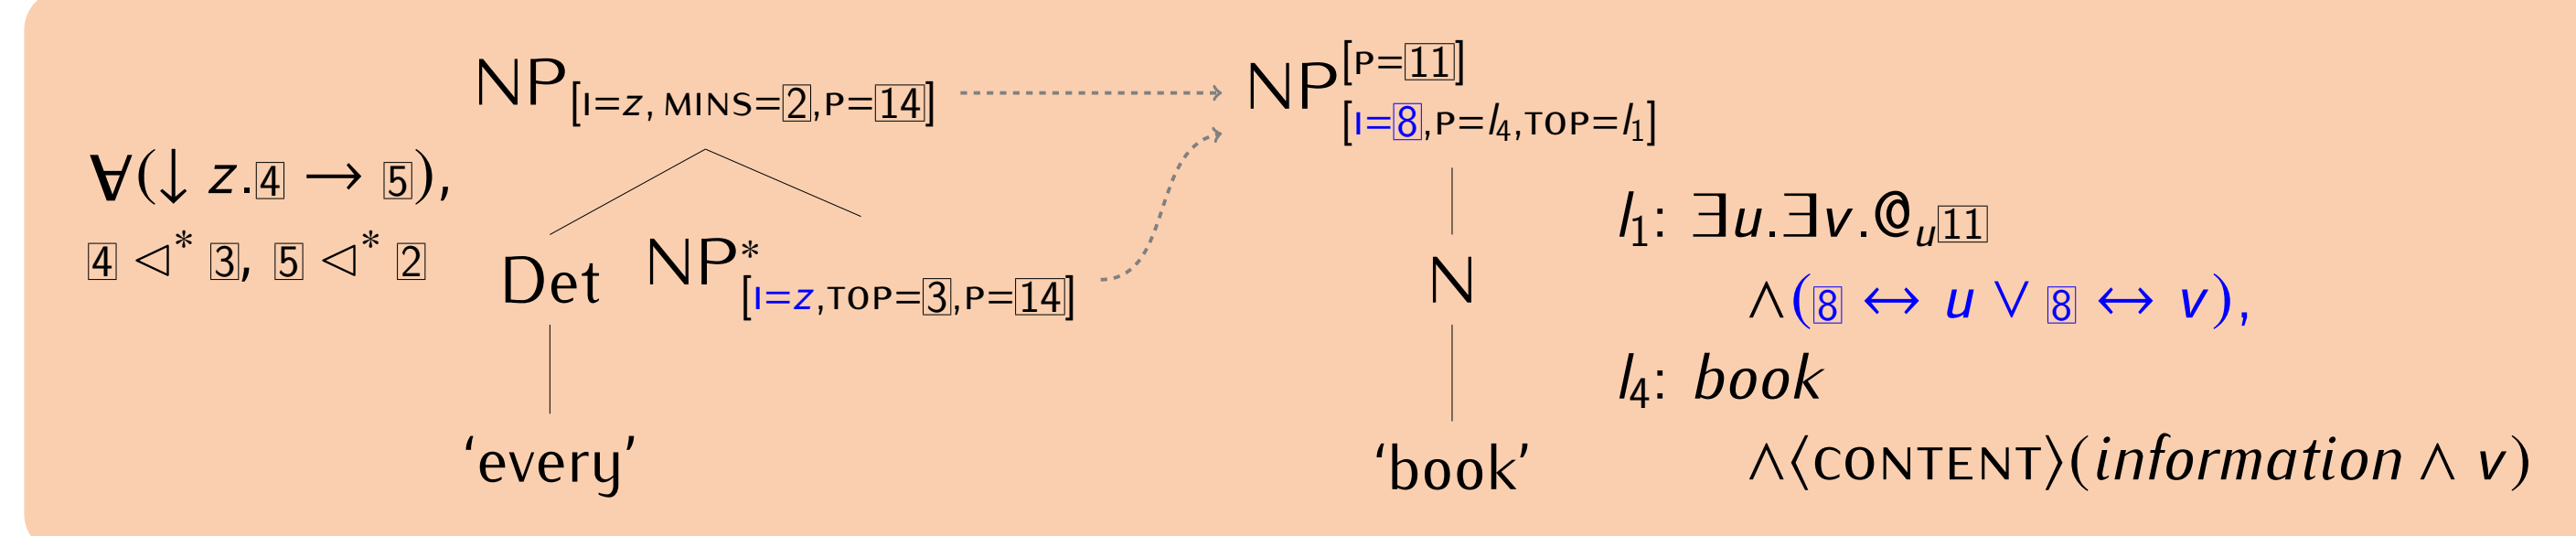 NP[I=z, MINS=2,P=14]
NP[P=11][I=8,P=l4,TOP=l1]
∀(↓ z.4 → 5),
4 ◁* 3, 5 ◁* 2
Det NP*[I=z,TOP=3,P=14]
‘every’
N
‘book’
l1: ∃u.∃v.@u11
∧(8 ↔ u ∨ 8 ↔ v),
l4: book
∧⟨CONTENT⟩(information ∧ v)